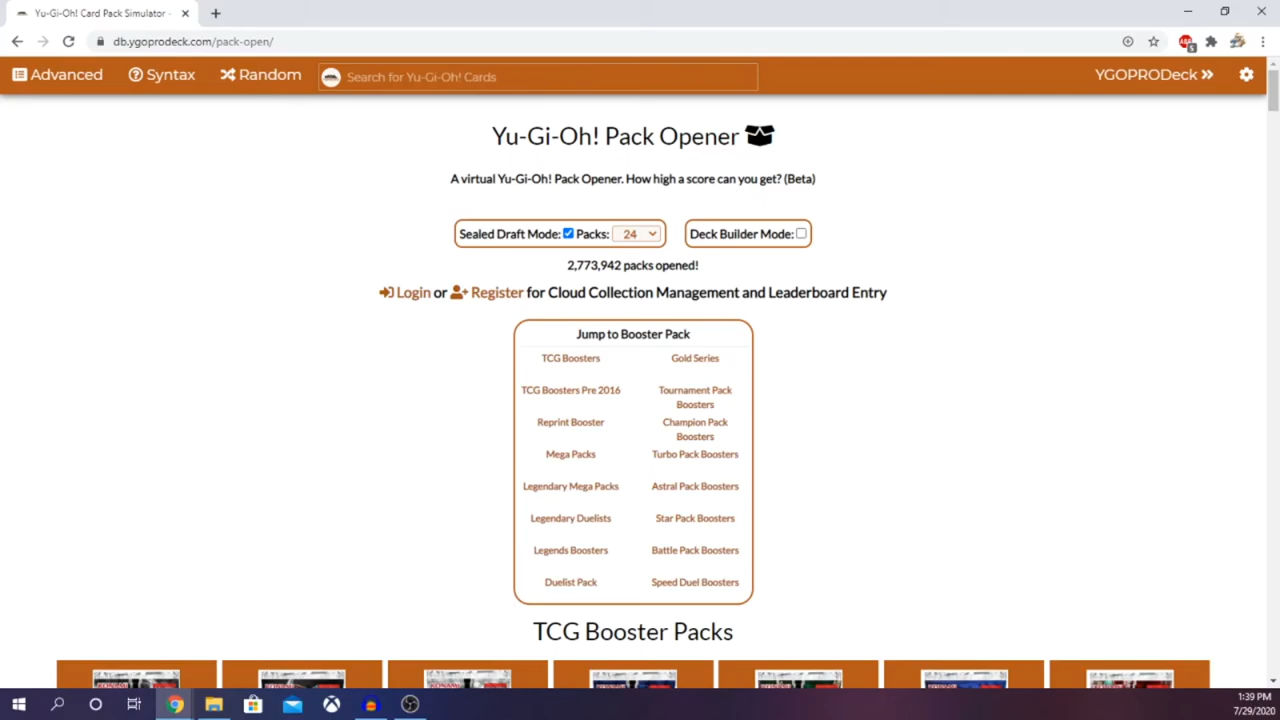 Yu-Gi-Oh! Card Pack Simulator -
db.ygoprodeck.com/pack-open/
5
Advanced Syntax Random Search for Yu-Gi-Oh! Cards YGOPRODeck
Yu-Gi-Oh! Pack Opener
A virtual Yu-Gi-Oh! Pack Opener. How high a score can you get? (Beta)
Sealed Draft Mode: Packs: 24 Deck Builder Mode:
2,773,942 packs opened!
Login or Register for Cloud Collection Management and Leaderboard Entry
Jump to Booster Pack
TCG Boosters Gold Series
TCG Boosters Pre 2016 Tournament Pack
Boosters
Reprint Booster Champion Pack
Boosters
Mega Packs Turbo Pack Boosters
Legendary Mega Packs Astral Pack Boosters
Legendary Duelists Star Pack Boosters
Legends Boosters Battle Pack Boosters
Duelist Pack Speed Duel Boosters
TCG Booster Packs
1:39 PM
7/29/2020